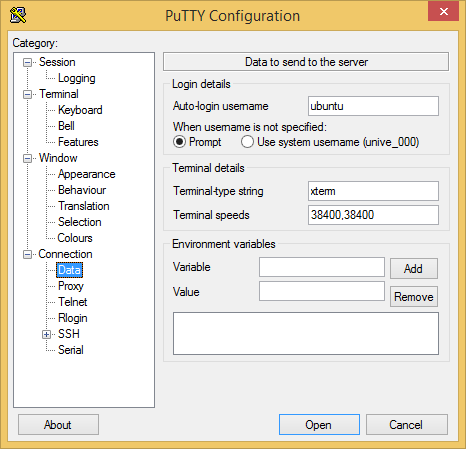 PuTTY Configuration
Category:
Session
Logging
Terminal
Keyboard
Bell
Features
Window
Appearance
Behaviour
Translation
Selection
Colours
Connection
Data
Proxy
Telnet
Rlogin
SSH
Serial
Data to send to the server
Login details
Auto-login username ubuntu
When username is not specified:
Prompt Use system username (unive_000)
Terminal details
Terminal-type string xterm
Terminal speeds 38400,38400
Environment variables
Variable Add
Value Remove
About Open Cancel